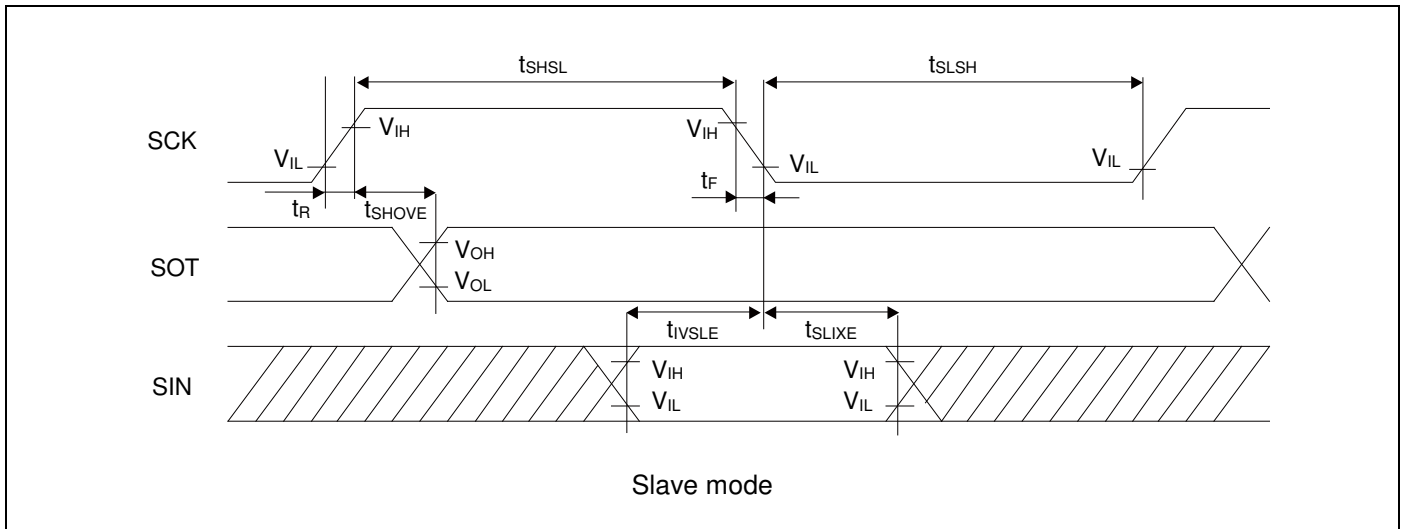 tSHSL
tSLSH
SCK
VIH
VIH
VIL
VIL
VIL
tF
tR
tSHOVE
SOT
VOH
VOL
tIVSLE
tSLIXE
SIN
VIH
VIH
VIL
VIL
Slave mode